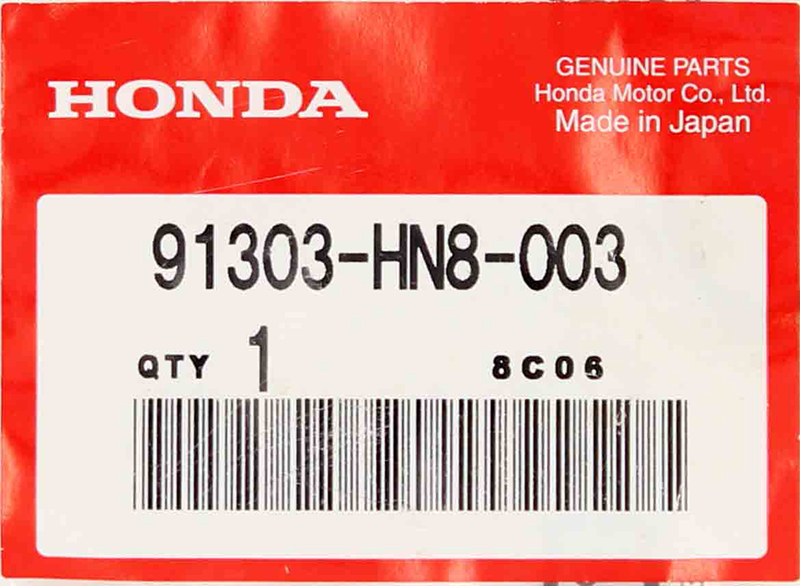 HONDA
GENUINE PARTS
Honda Motor Co., Ltd.
Made in Japan
91303-HN8-003
QTY 1 8C06